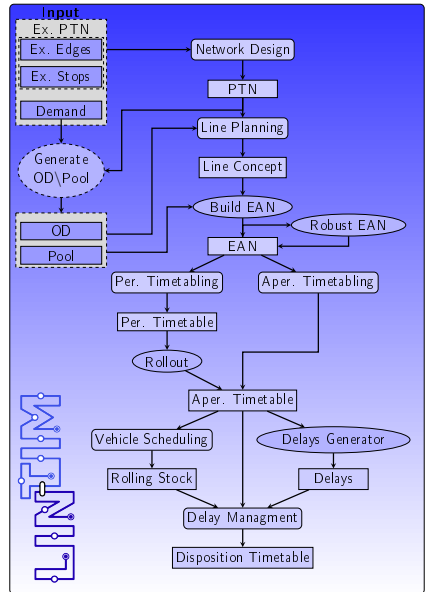 Input
Ex. PTN
Ex. Edges
Network Design
Ex. Stops
PTN
Demand
Line Planning
Generate
OD\Pool
Line Concept
Build EAN
Robust EAN
OD
EAN
Pool
Per. Timetabling
Aper. Timetabling
Per. Timetable
Rollout
Aper. Timetable
Vehicle Scheduling
Delays Generator
Rolling Stock
Delays
Delay Managment
Disposition Timetable
LIN
TIM